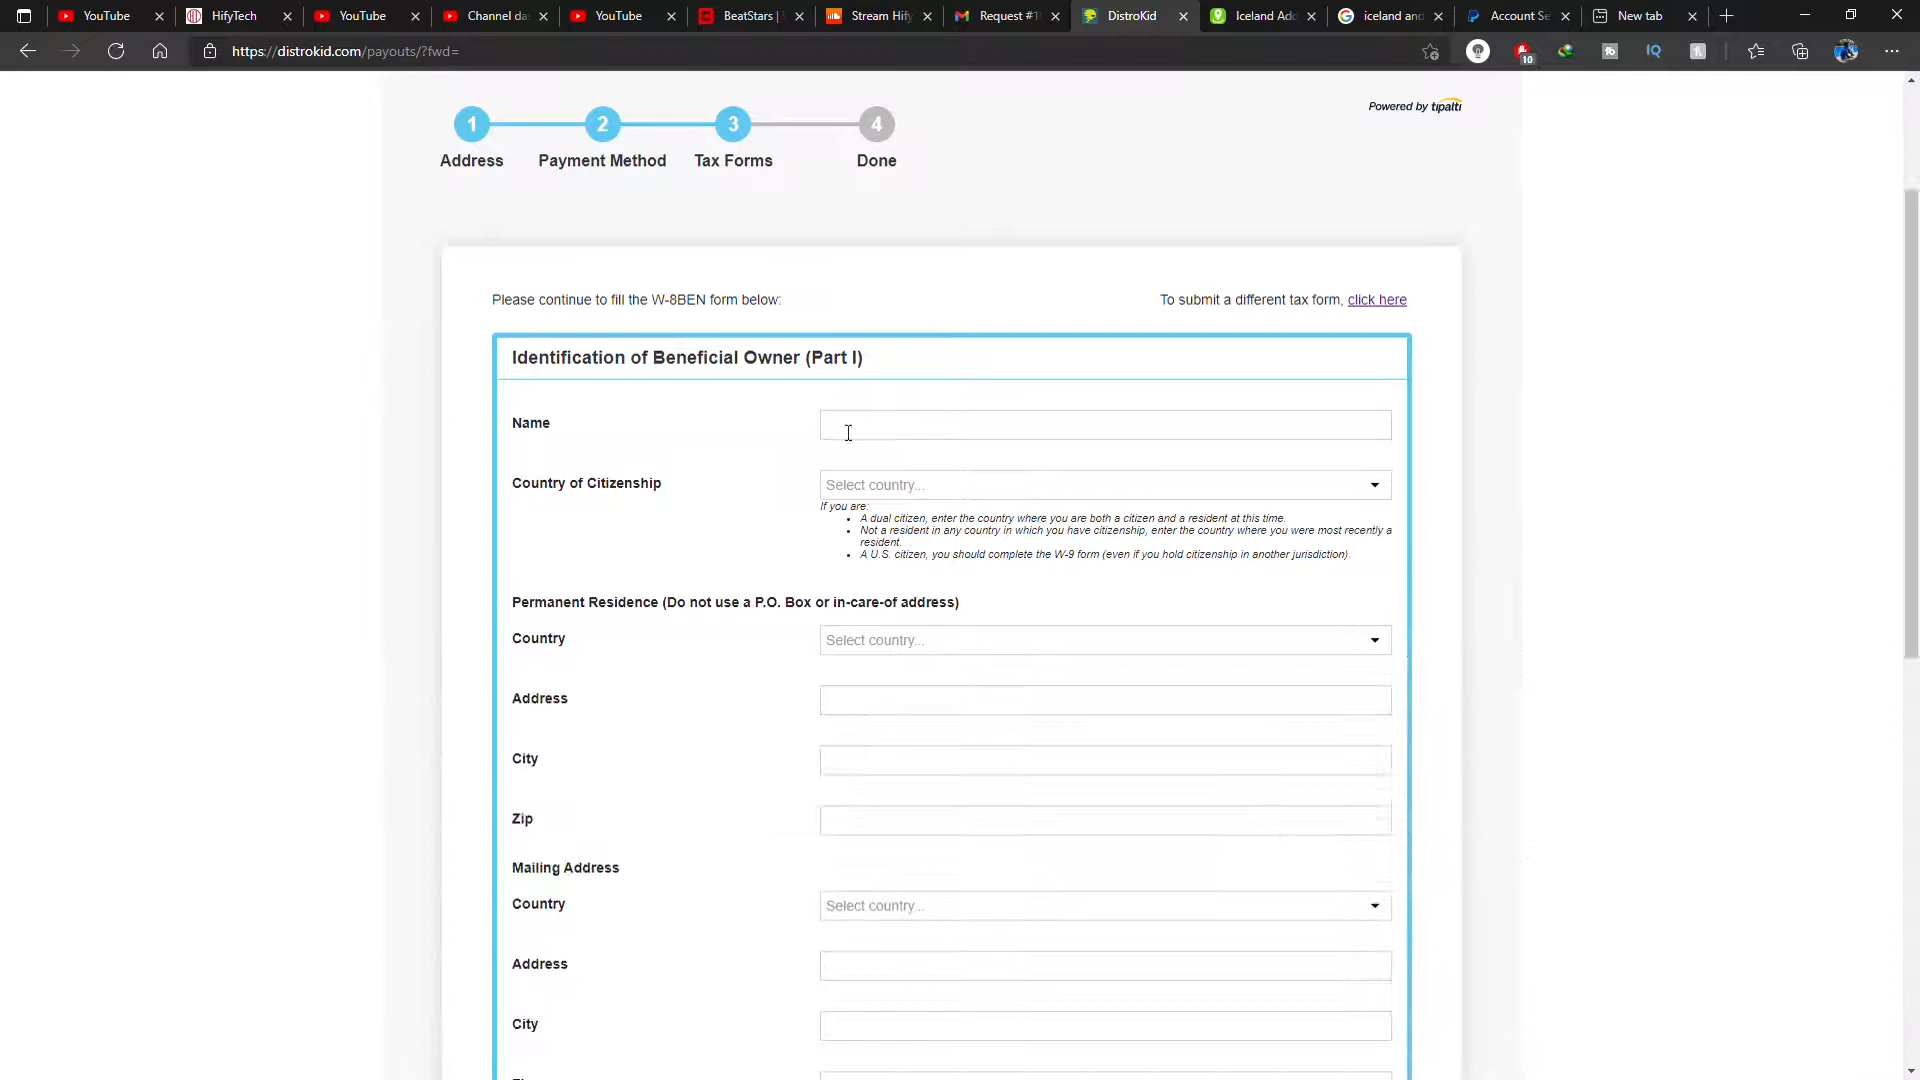 YouTube
HifyTech
YouTube
Channel da
YouTube
BeatStars |
Stream Hify
Request #1
DistroKid
Iceland Add
iceland and
Account Se
New tab
https://distrokid.com/payouts/?fwd=
10
1
2
3
4
Address
Payment Method
Tax Forms
Done
Powered by tipalti
Please continue to fill the W-8BEN form below:
To submit a different tax form, click here
Identification of Beneficial Owner (Part I)
Name
Country of Citizenship
Select country...
If you are:
• A dual citizen, enter the country where you are both a citizen and a resident at this time.
• Not a resident in any country in which you have citizenship, enter the country where you were most recently a
resident.
• A U.S. citizen, you should complete the W-9 form (even if you hold citizenship in another jurisdiction).
Permanent Residence (Do not use a P.O. Box or in-care-of address)
Country
Select country...
Address
City
Zip
Mailing Address
Country
Select country...
Address
City